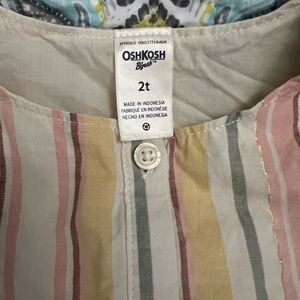 OSHKOSH
B'gosh
2t
MADE IN INDONESIA
FABRIQUÉ EN INDONÉSIE
HECHO EN INDONESIA